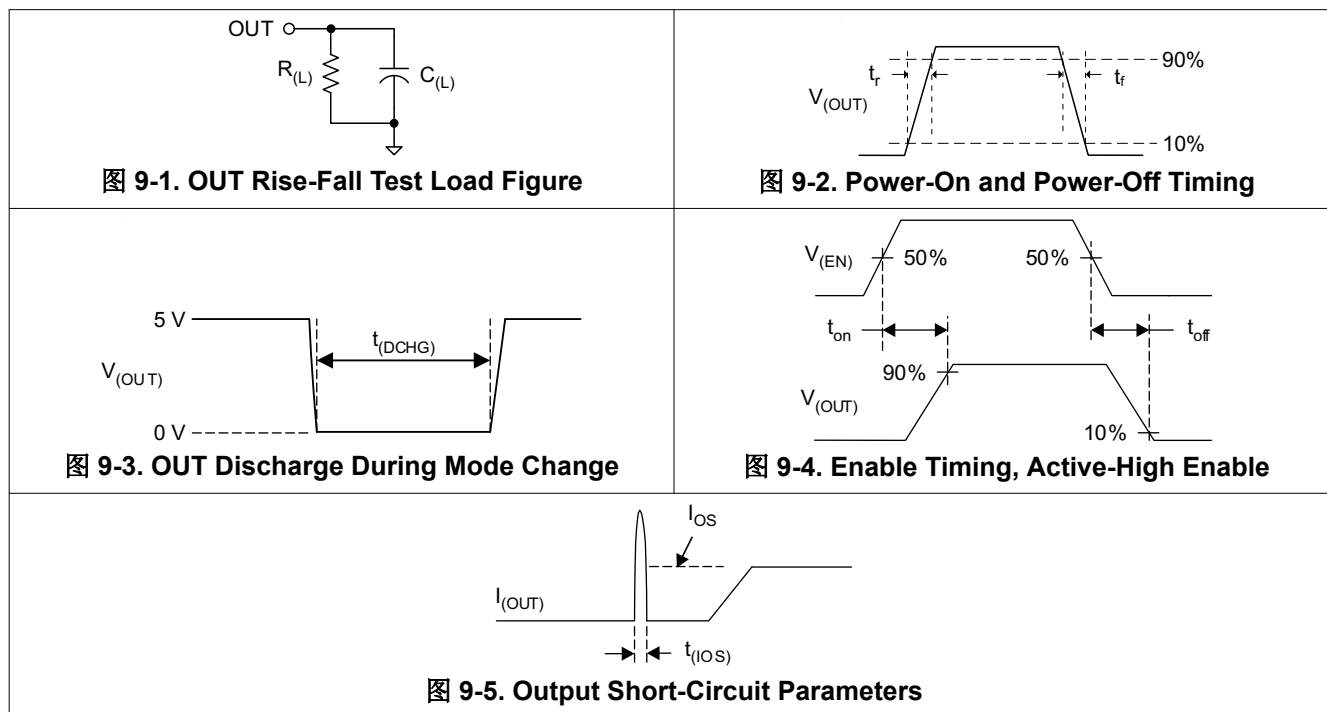 OUT
R(L)
C(L)
图 9-1. OUT Rise-Fall Test Load Figure
90%
tr
tf
V(OUT)
10%
图 9-2. Power-On and Power-Off Timing
5 V
t(DCHG)
V(OUT)
0 V
图 9-3. OUT Discharge During Mode Change
V(EN)
50%
50%
ton
toff
90%
V(OUT)
10%
图 9-4. Enable Timing, Active-High Enable
IOS
I(OUT)
t(IOS)
图 9-5. Output Short-Circuit Parameters